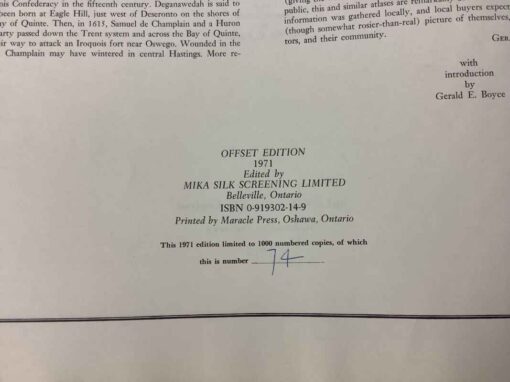 nis Confederacy in the fifteenth century. Deganawedah is said to
been born at Eagle Hill, just west of Deseronto on the shores of
ay of Quinte. Then, in 1615, Samuel de Champlain and a Huron
arty passed down the Trent system and across the Bay of Quinte,
eir way to attack an Iroquois fort near Oswego. Wounded in the
Champlain may have wintered in central Hastings. More re-
public, this and similar atlases are
information was gathered locally, and local buyers expect
(though somewhat rosier-than-real) picture of themselves,
tors, and their community.
GER
with
introduction
by
Gerald E. Boyce
OFFSET EDITION
1971
Edited by
MIKA SILK SCREENING LIMITED
Belleville, Ontario
ISBN 0-919302-14-9
Printed by Maracle Press, Oshawa, Ontario
This 1971 edition limited to 1000 numbered copies, of which
this is number 74